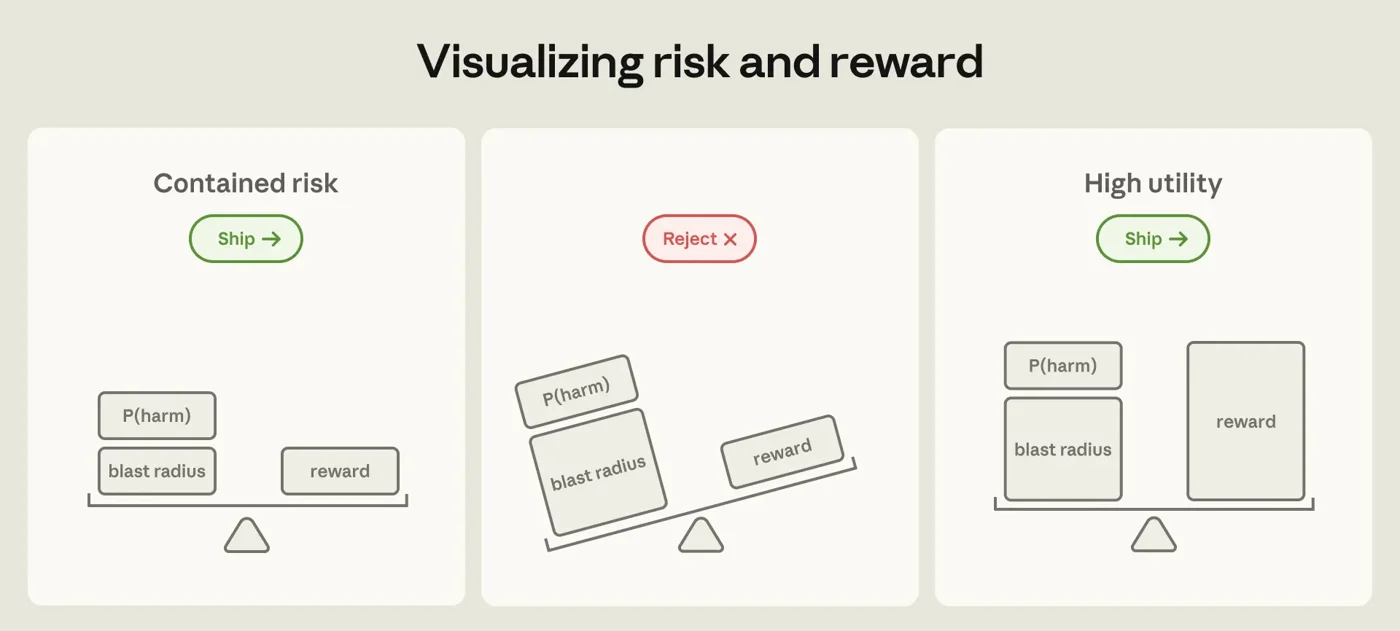 Visualizing risk and reward
Contained risk
Ship →
P(harm)
blast radius
reward
Reject ×
P(harm)
blast radius
reward
High utility
Ship →
P(harm)
blast radius
reward